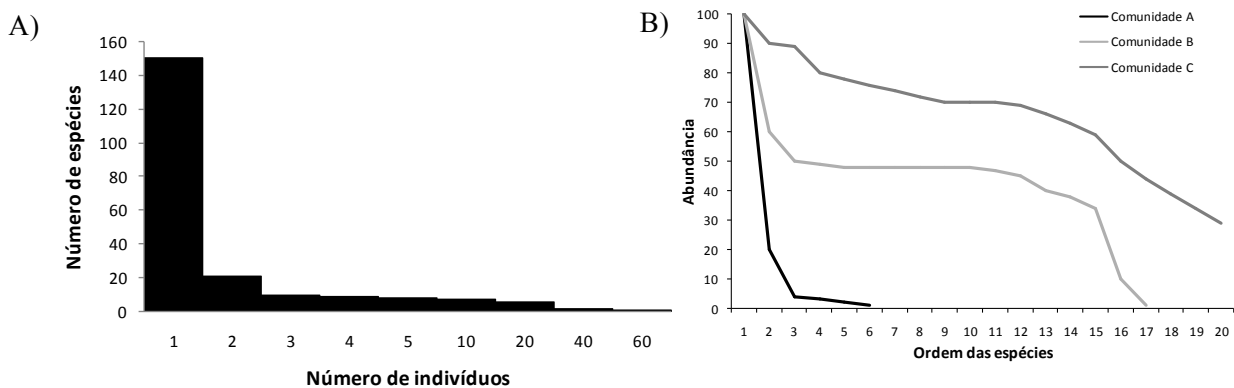 A)
Número de espécies
160
140
120
100
80
60
40
20
0
1 2 3 4 5 10 20 40 60
Número de indivíduos
B)
Comunidade A
Comunidade B
Comunidade C
Abundância
100
90
80
70
60
50
40
30
20
10
0
1 2 3 4 5 6 7 8 9 10 11 12 13 14 15 16 17 18 19 20
Ordem das espécies